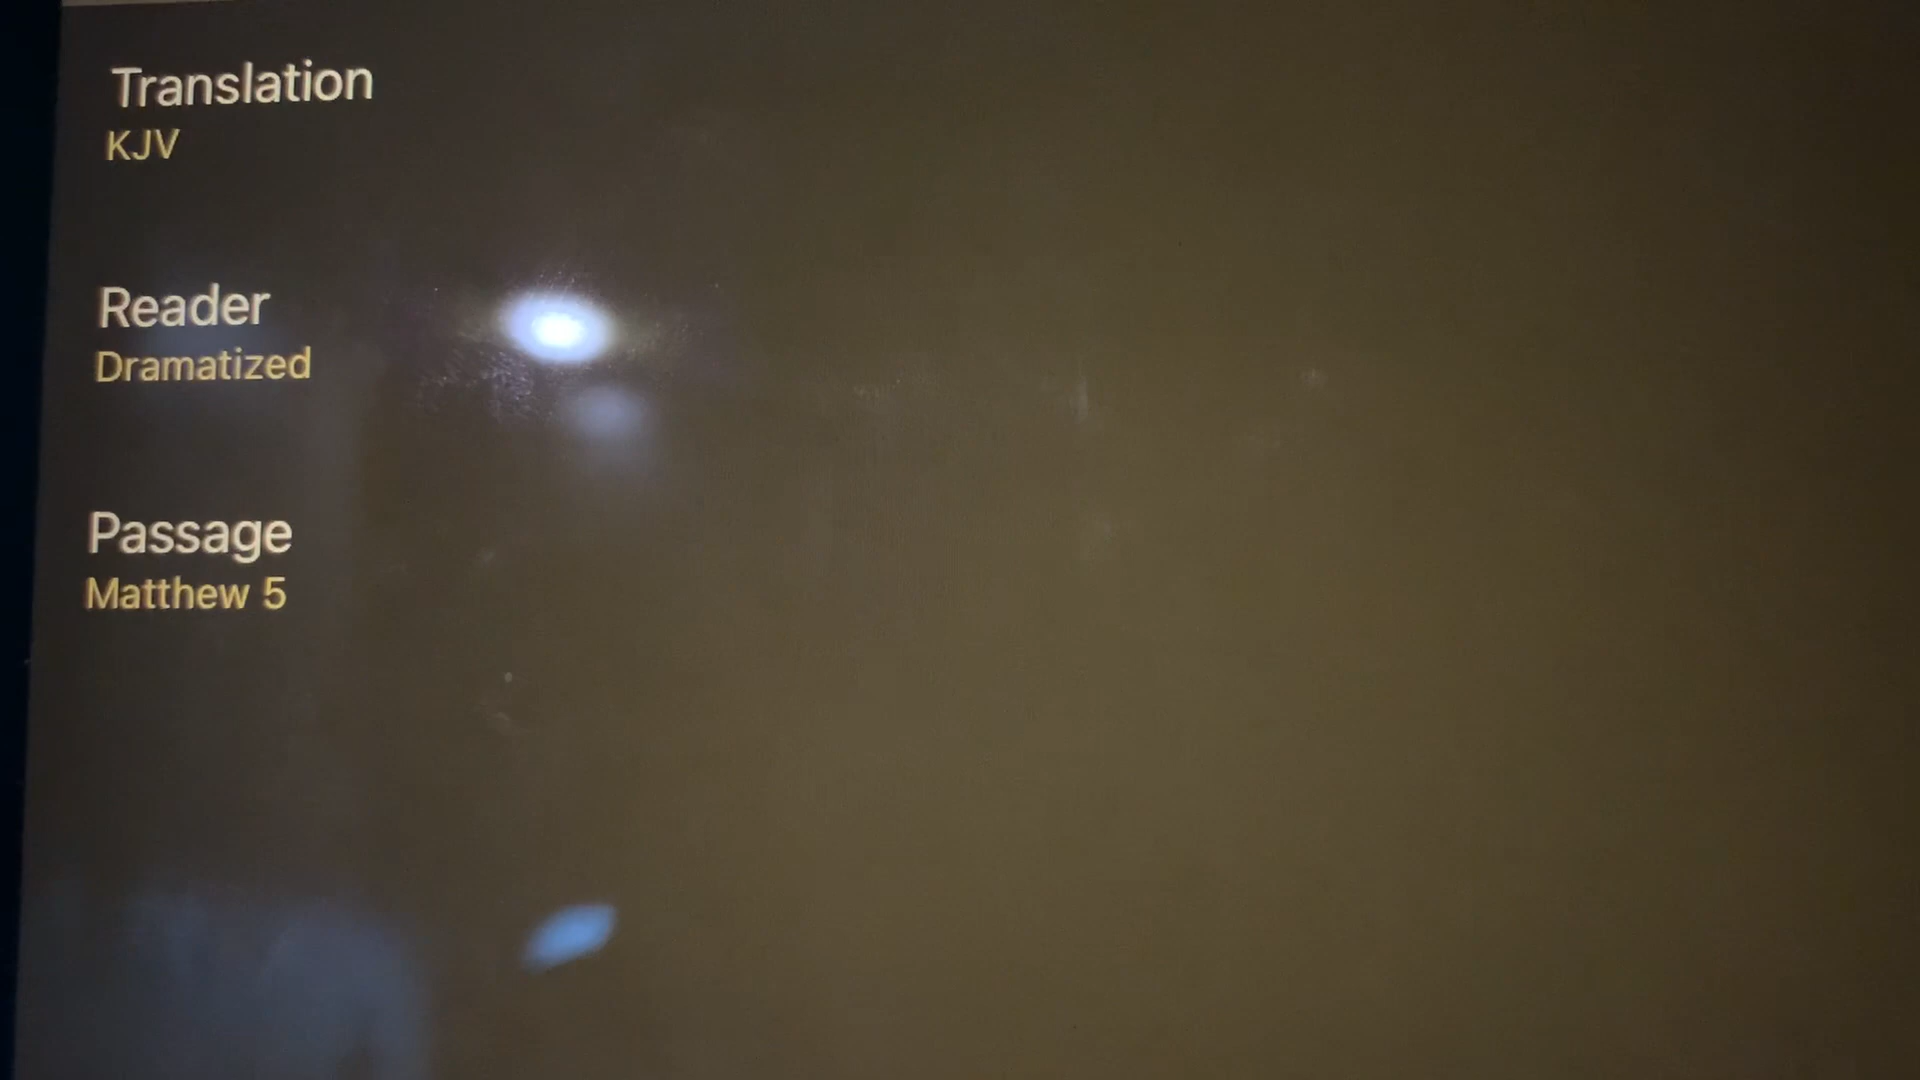 Translation
KJV
Reader
Dramatized
Passage
Matthew 5